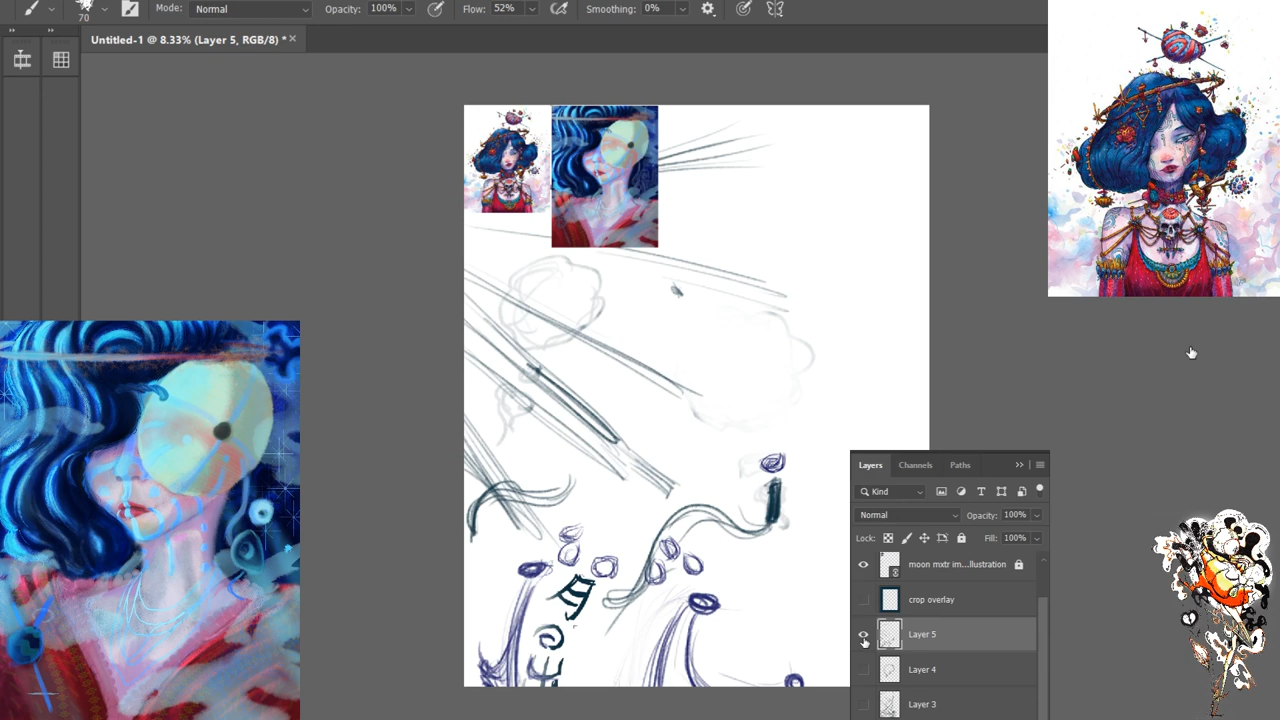 70
Mode: Normal Opacity: 100% Flow: 52% Smoothing: 0%
Untitled-1 @ 8.33% (Layer 5, RGB/8) * ×
Layers Channels Paths
Kind
Normal Opacity: 100%
Lock: Fill: 100%
moon mxtr im...llustration
crop overlay
Layer 5
Layer 4
Layer 3
月